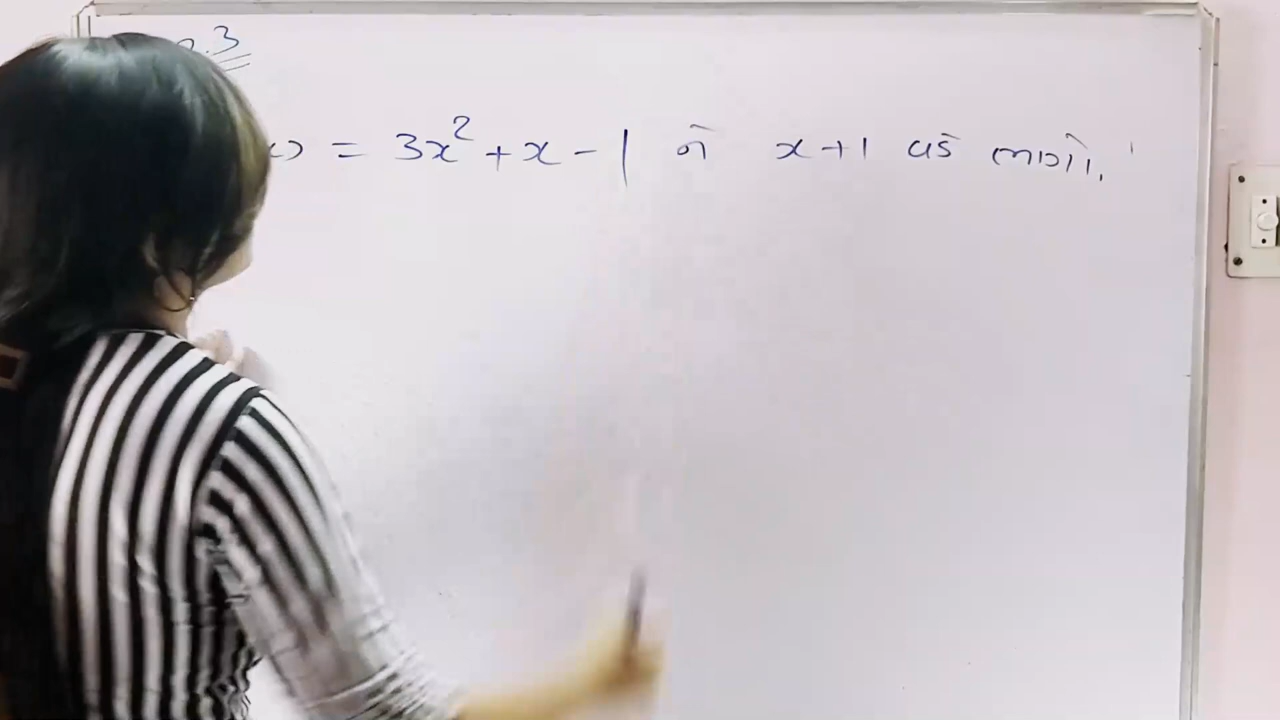 .3
= 3x² + x - 1 ને x+1 વડે ભાગો.